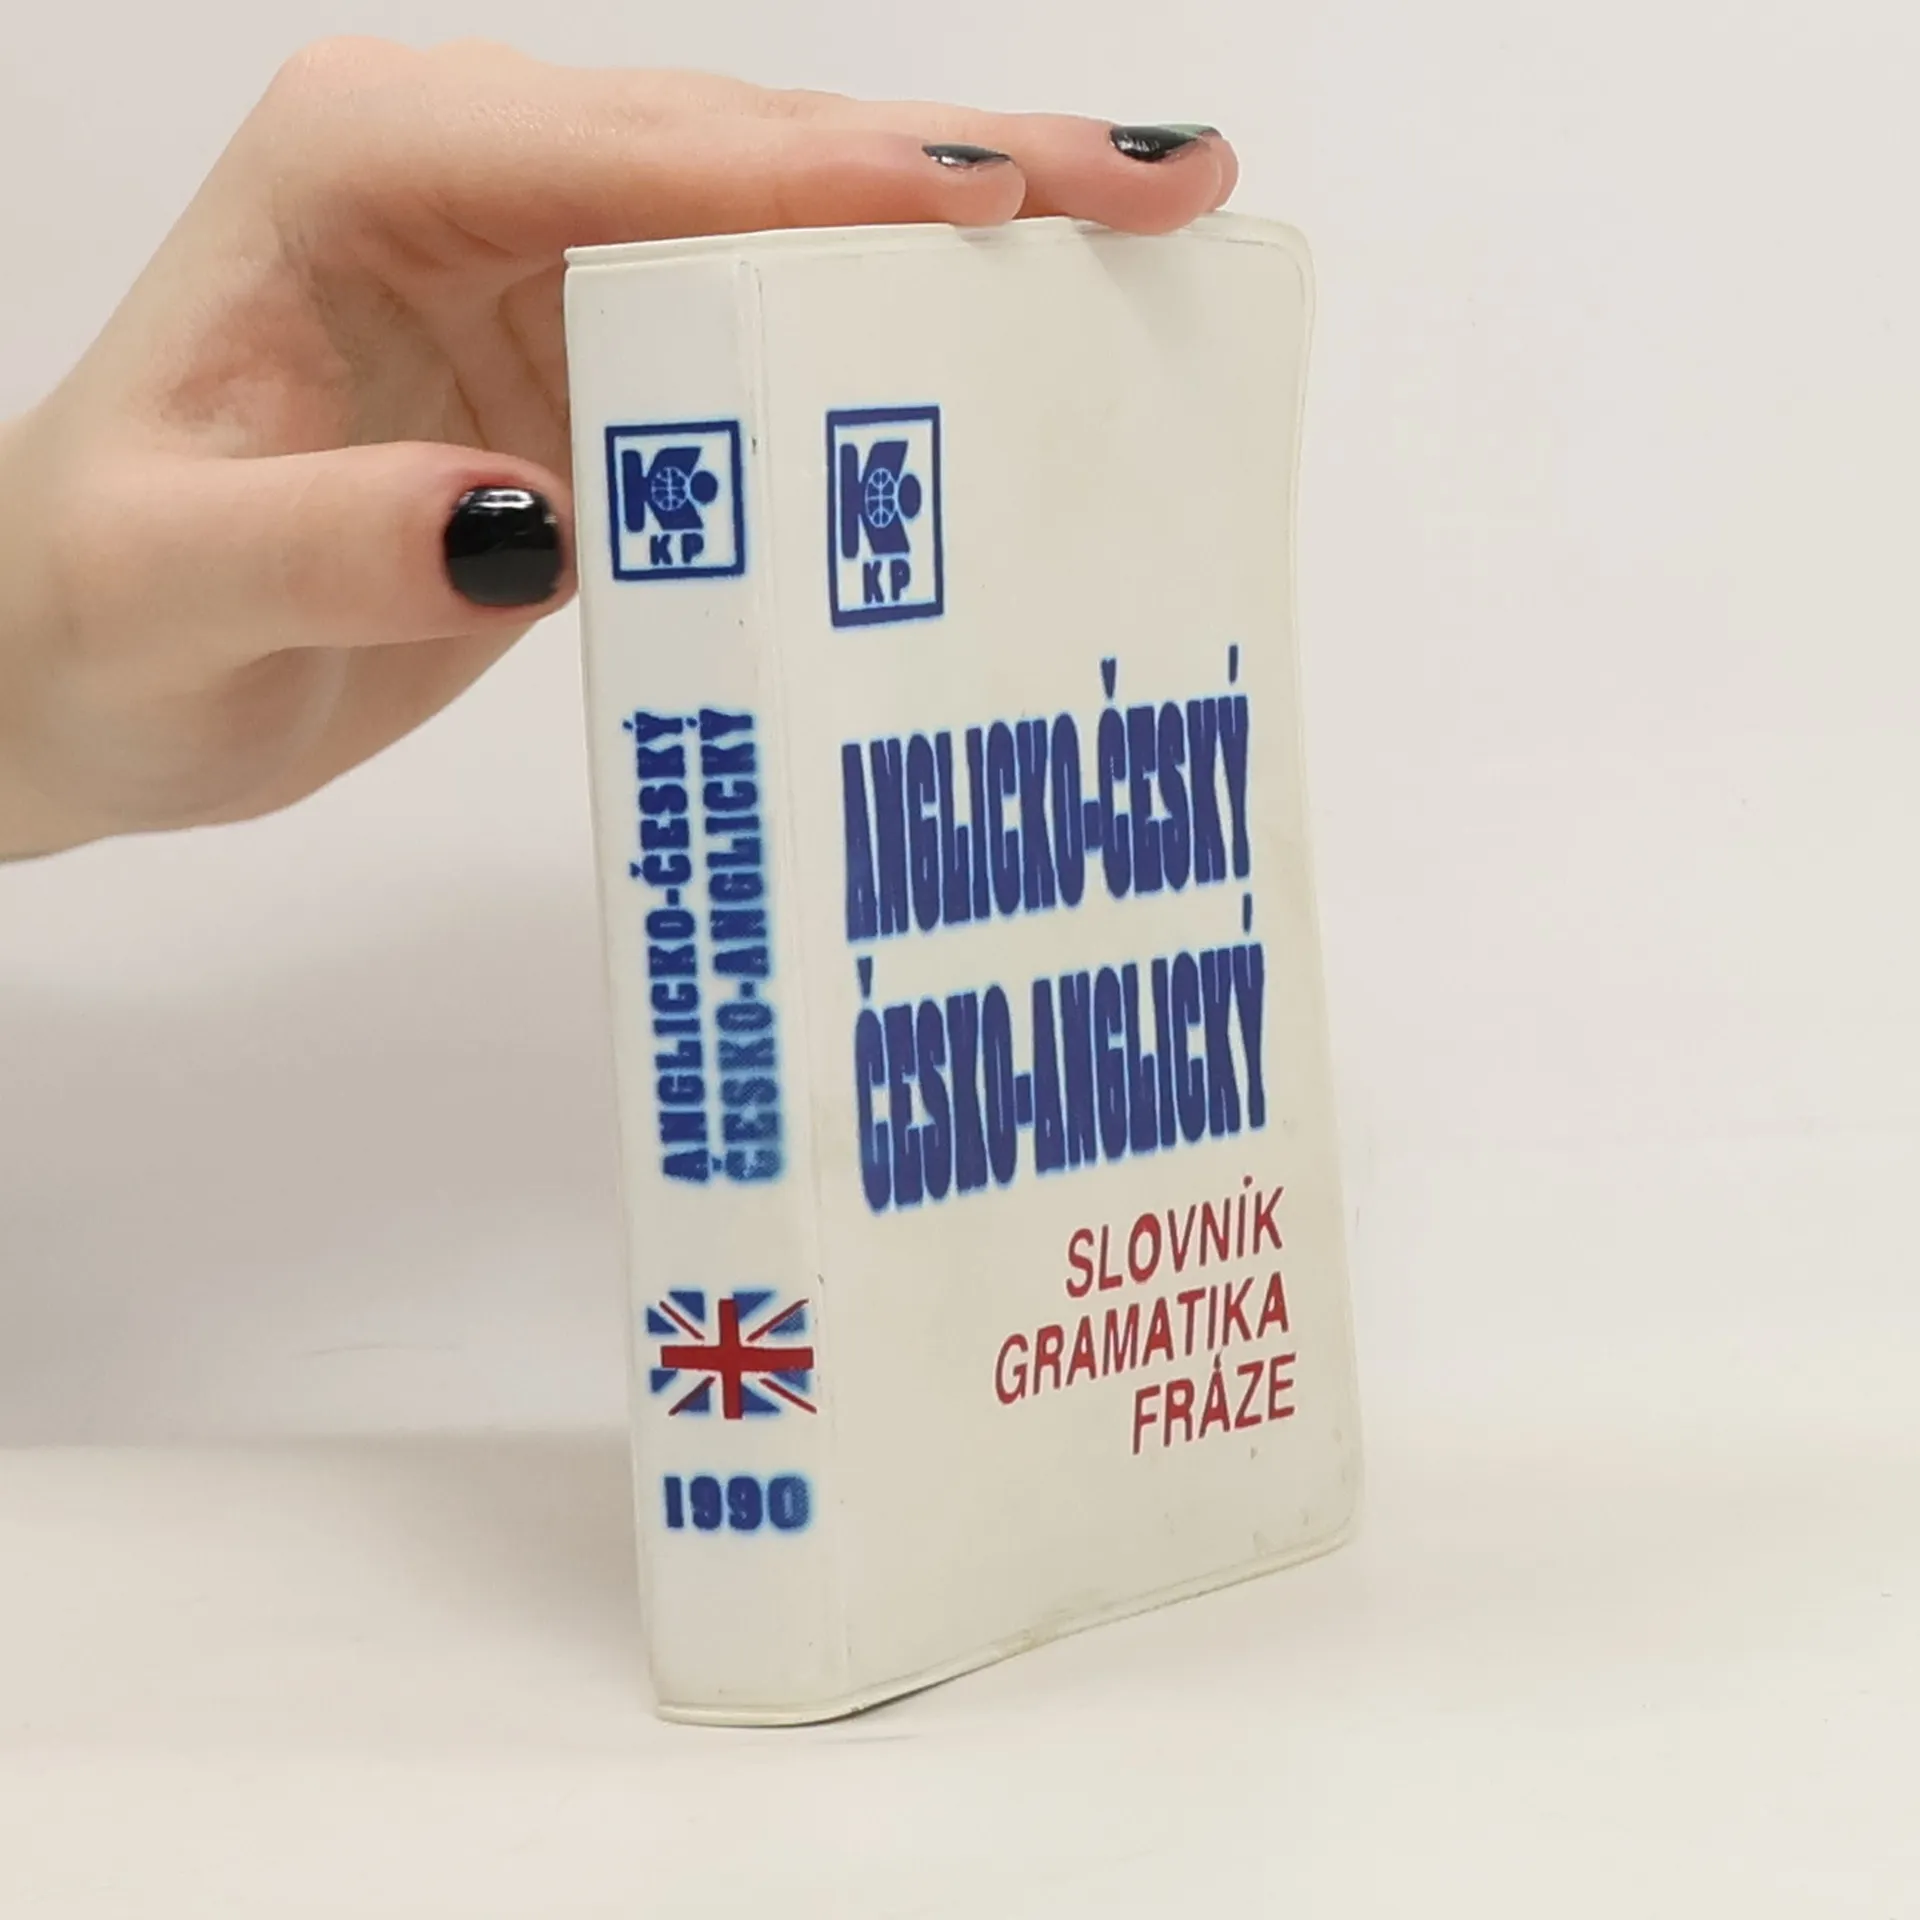 KP
ANGLICKO-ČESKÝ
ČESKO-ANGLICKÝ
1990
KP
ANGLICKO-ČESKÝ
ČESKO-ANGLICKÝ
SLOVNÍK
GRAMATIKA
FRÁZE